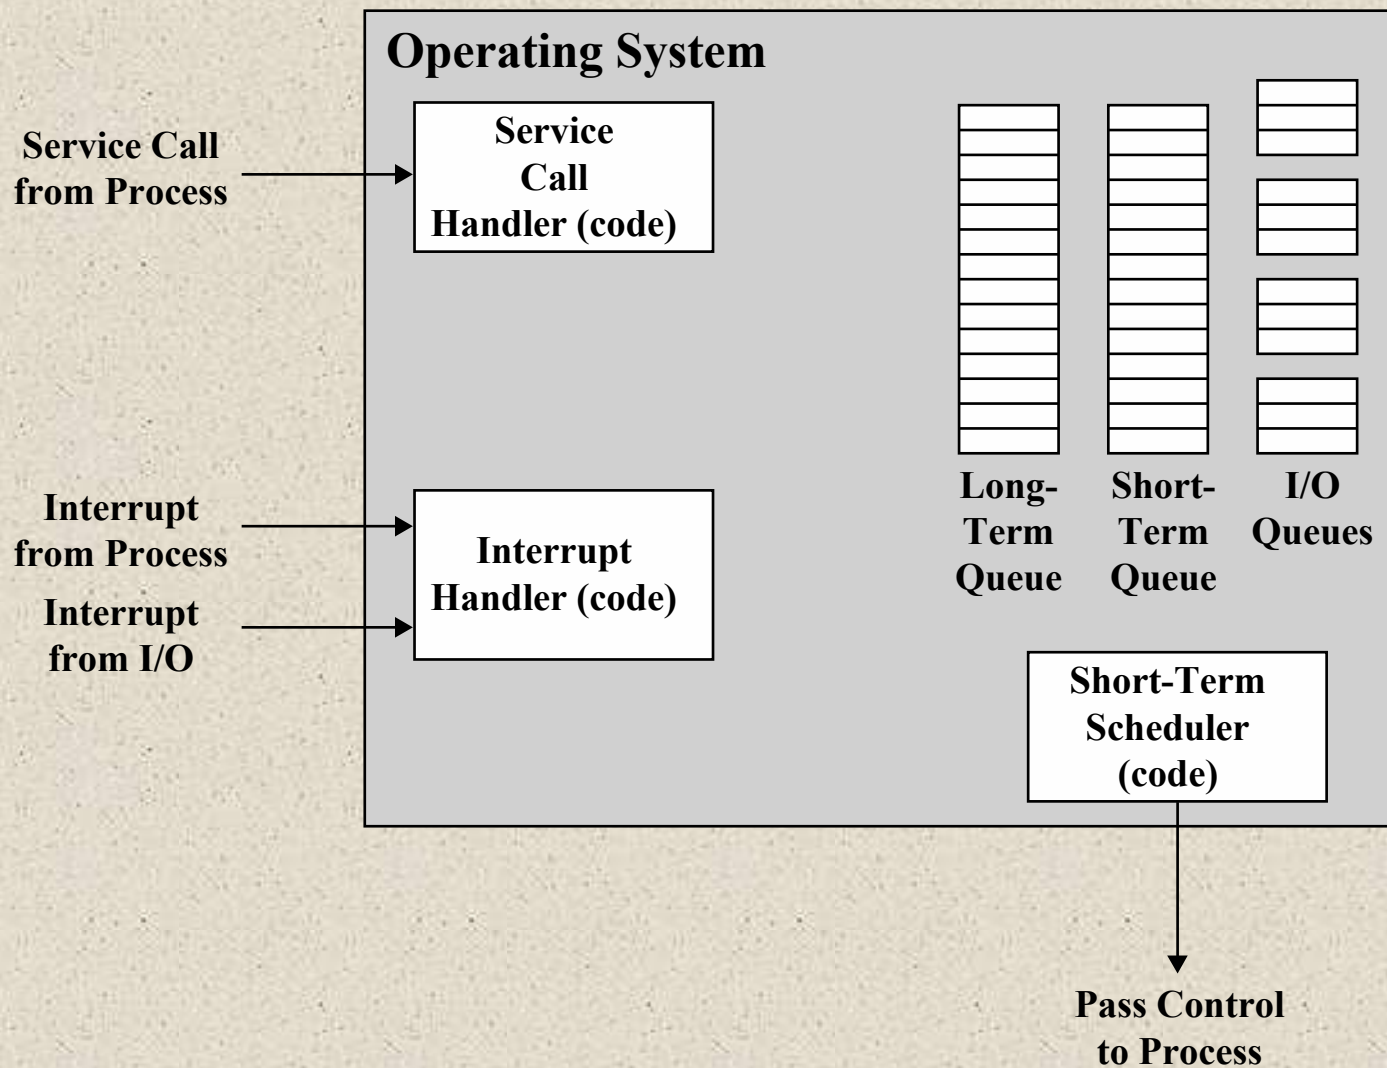 Operating System
Service Call
from Process
Service
Call
Handler (code)
Interrupt
from Process
Interrupt
from I/O
Interrupt
Handler (code)
Long-
Term
Queue
Short-
Term
Queue
I/O
Queues
Short-Term
Scheduler
(code)
Pass Control
to Process